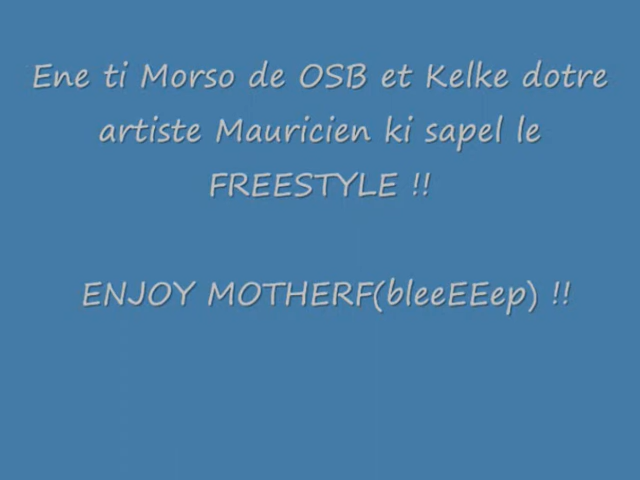 Ene ti Morso de OSB et Kelke dotre
artiste Mauricien ki sapel le
FREESTYLE !!
ENJOY MOTHERF(bleeEEep) !!